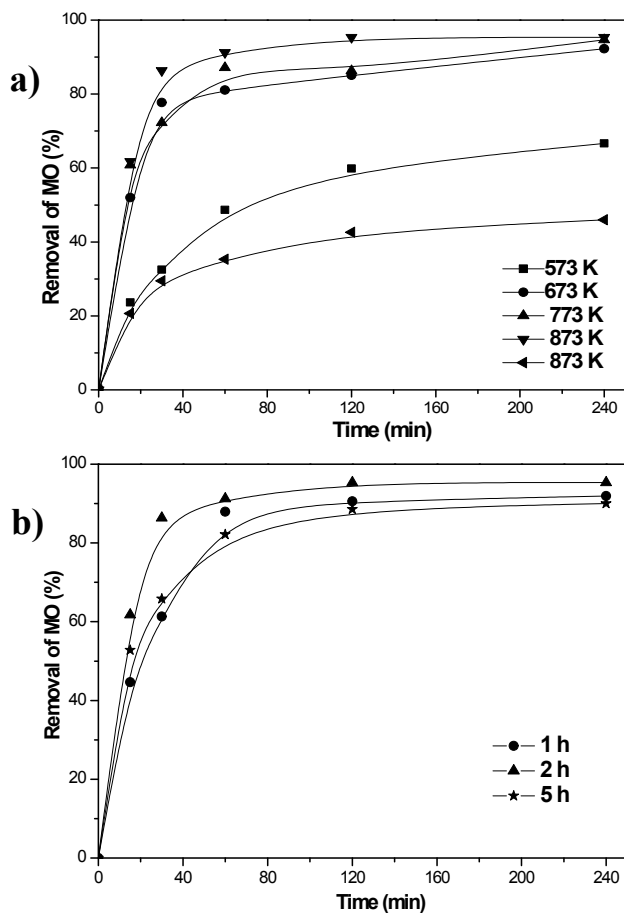 a)
Removal of MO (%)
100
80
60
40
20
0
573 K
673 K
773 K
873 K
873 K
0 40 80 120 160 200 240
Time (min)
b)
Removal of MO (%)
100
80
60
40
20
0
1 h
2 h
5 h
0 40 80 120 160 200 240
Time (min)